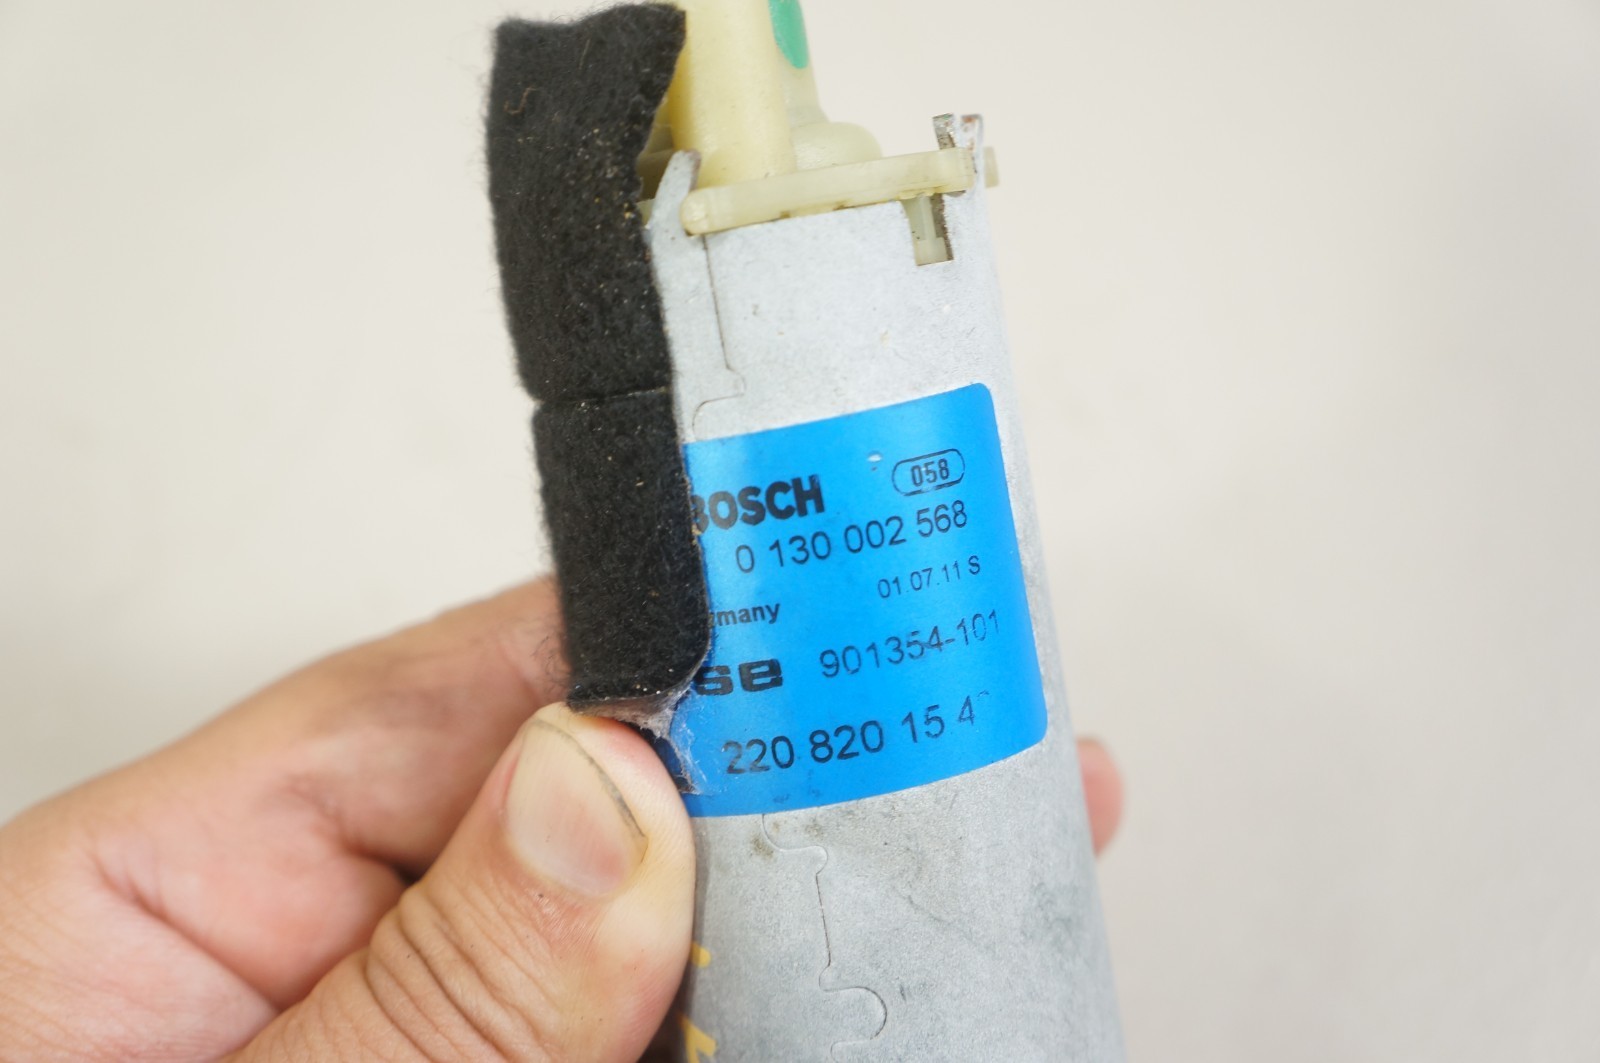 BOSCH 058
0 130 002 568
01.07.11 S
many
se 901354-101
220 820 15 4